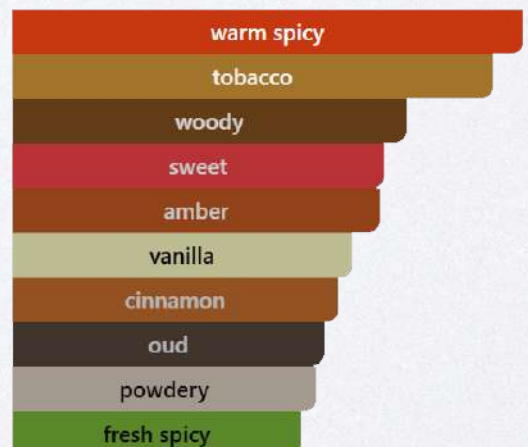 warm spicy
tobacco
woody
sweet
amber
vanilla
cinnamon
oud
powdery
fresh spicy